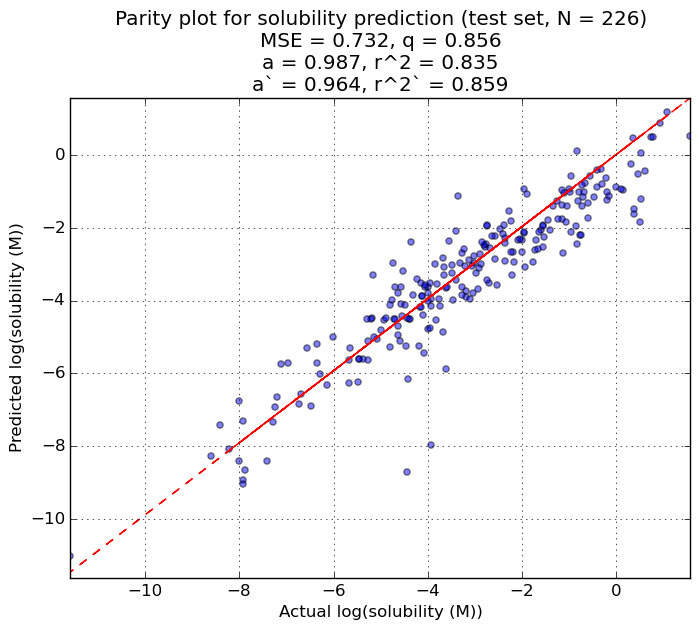 Parity plot for solubility prediction (test set, N = 226)
MSE = 0.732, q = 0.856
a = 0.987, r^2 = 0.835
a` = 0.964, r^2` = 0.859
Predicted log(solubility (M))
0
−2
−4
−6
−8
−10
−10 −8 −6 −4 −2 0
Actual log(solubility (M))